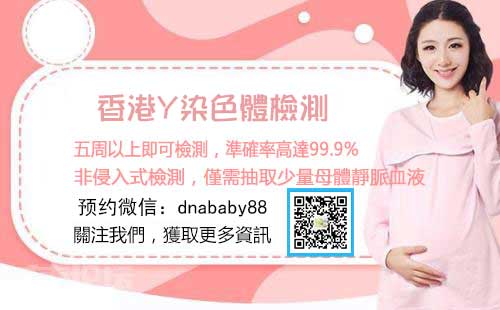 香港Y染色體檢測
五周以上即可檢測，準確率高達99.9%
非侵入式檢測，僅需抽取少量母體靜脈血液
预约微信：dnababy88
關注我們，獲取更多資訊